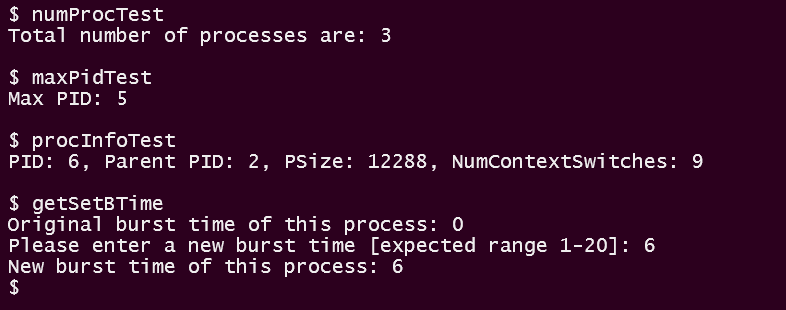 $ numProcTest
Total number of processes are: 3
$ maxPidTest
Max PID: 5
$ procInfoTest
PID: 6, Parent PID: 2, PSize: 12288, NumContextSwitches: 9
$ getSetBTime
Original burst time of this process: 0
Please enter a new burst time [expected range 1-20]: 6
New burst time of this process: 6
$